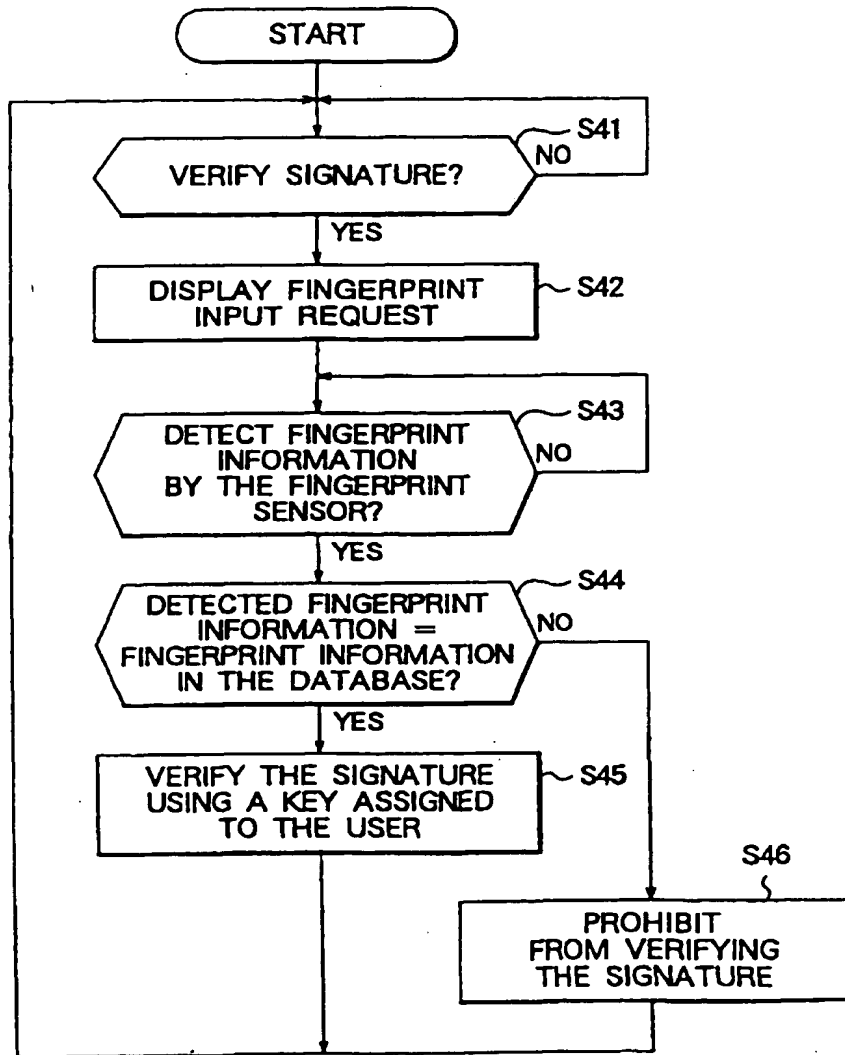 START
S41
VERIFY SIGNATURE?
NO
YES
DISPLAY FINGERPRINT
INPUT REQUEST
S42
S43
DETECT FINGERPRINT
INFORMATION
BY THE FINGERPRINT
SENSOR?
NO
YES
S44
DETECTED FINGERPRINT
INFORMATION =
FINGERPRINT INFORMATION
IN THE DATABASE?
NO
YES
VERIFY THE SIGNATURE
USING A KEY ASSIGNED
TO THE USER
S45
S46
PROHIBIT
FROM VERIFYING
THE SIGNATURE